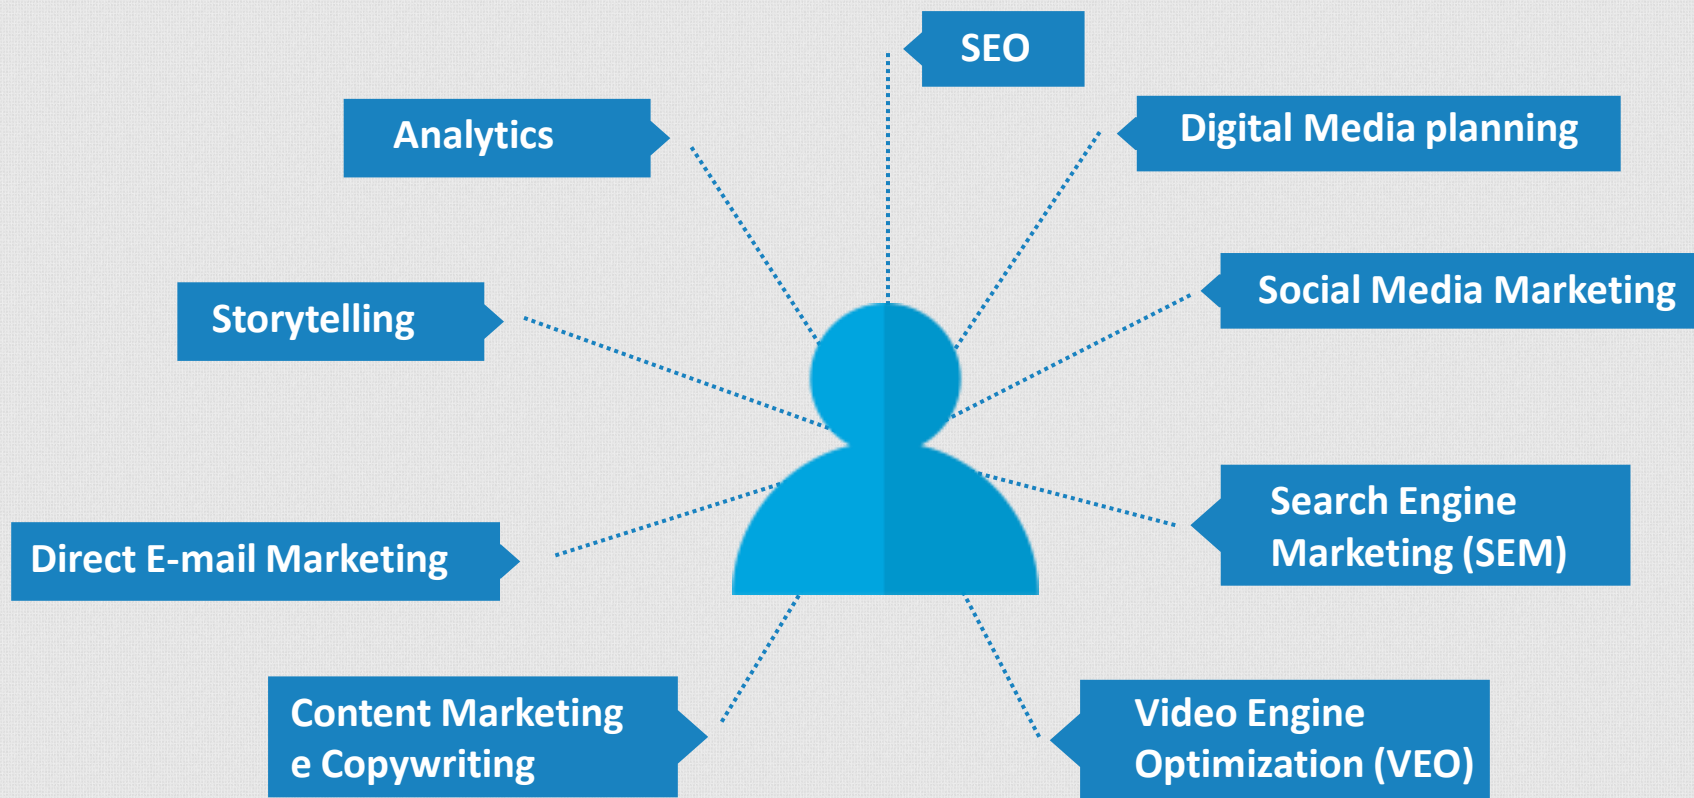 SEO
Digital Media planning
Analytics
Social Media Marketing
Storytelling
Search Engine
Marketing (SEM)
Direct E-mail Marketing
Content Marketing
e Copywriting
Video Engine
Optimization (VEO)